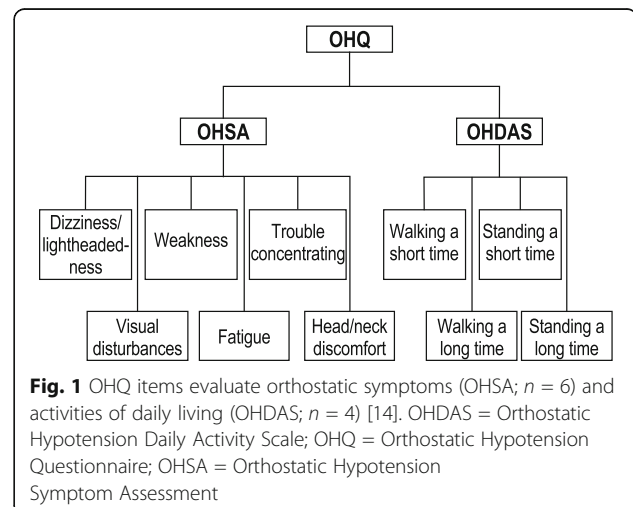 OHQ
OHSA
OHDAS
Dizziness/
lightheaded-
ness
Weakness
Trouble
concentrating
Walking a
short time
Standing a
short time
Visual
disturbances
Fatigue
Head/neck
discomfort
Walking a
long time
Standing a
long time
Fig. 1 OHQ items evaluate orthostatic symptoms (OHSA; n = 6) and
activities of daily living (OHDAS; n = 4) [14]. OHDAS = Orthostatic
Hypotension Daily Activity Scale; OHQ = Orthostatic Hypotension
Questionnaire; OHSA = Orthostatic Hypotension
Symptom Assessment